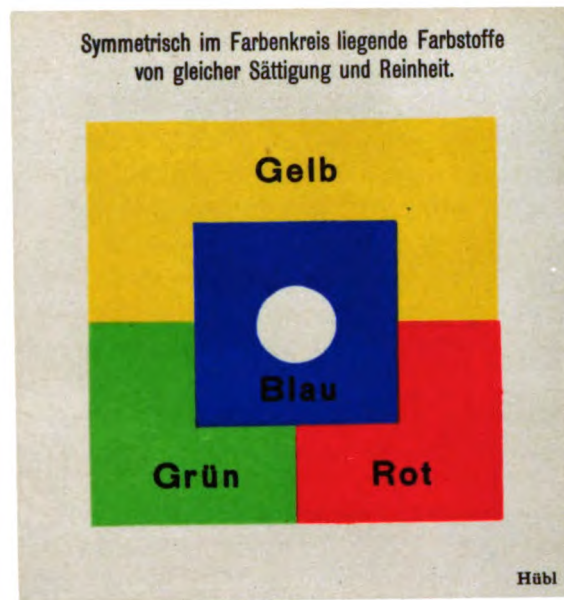 Symmetrisch im Farbenkreis liegende Farbstoffe
von gleicher Sättigung und Reinheit.
Gelb
Blau
Grün Rot
Hübl